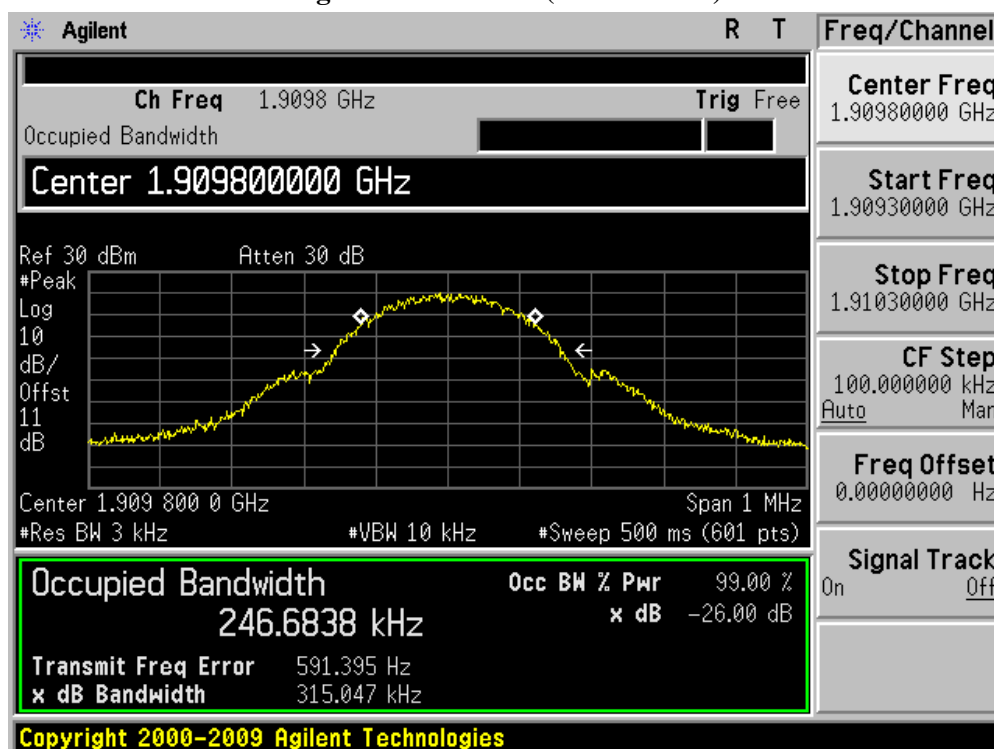 Agilent R T
Ch Freq 1.9098 GHz Trig Free
Occupied Bandwidth
Center 1.909800000 GHz
Ref 30 dBm Atten 30 dB
#Peak
Log
10
dB/
Offst
11
dB
Center 1.909 800 0 GHz Span 1 MHz
#Res BW 3 kHz #VBW 10 kHz #Sweep 500 ms (601 pts)
Occupied Bandwidth Occ BW % Pwr 99.00 %
246.6838 kHz x dB -26.00 dB
Transmit Freq Error 591.395 Hz
x dB Bandwidth 315.047 kHz
Copyright 2000-2009 Agilent Technologies
Freq/Channel
Center Freq
1.90980000 GHz
Start Freq
1.90930000 GHz
Stop Freq
1.91030000 GHz
CF Step
100.000000 kHz
Auto Man
Freq Offset
0.00000000 Hz
Signal Track
On Off